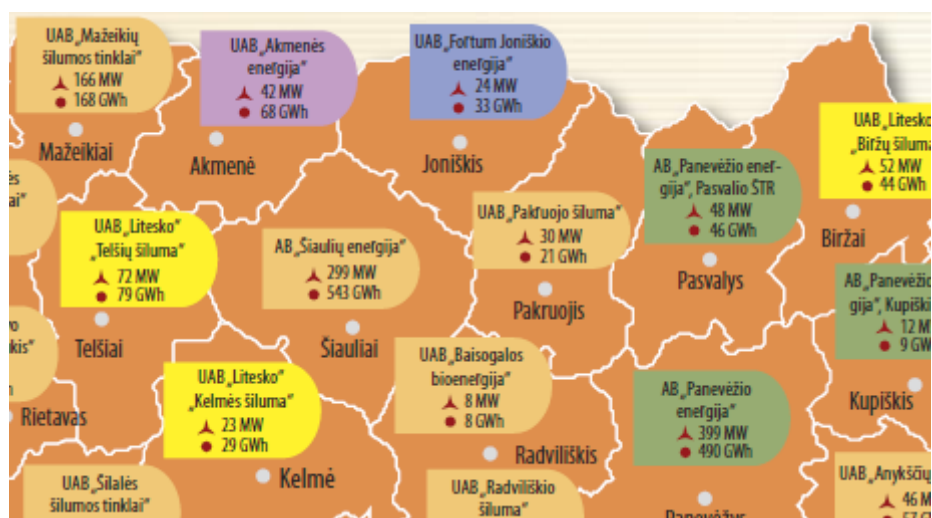 UAB „Mažeikių
šilumos tinklai“
166 MW
168 GWh
Mažeikiai
UAB „Akmenės
energija“
42 MW
68 GWh
Akmenė
UAB „Fortum Joniškio
energija“
24 MW
33 GWh
Joniškis
UAB „Litesko
„Biržų šiluma
52 MW
44 GWh
Biržai
AB „Panevėžio ener-
gija“, Pasvalio ŠTR
48 MW
46 GWh
Pasvalys
UAB „Pakruojo šiluma“
30 MW
21 GWh
Pakruojis
UAB „Litesko“
„Telšių šiluma“
72 MW
79 GWh
Telšiai
AB „Šiaulių energija“
299 MW
543 GWh
Šiauliai
AB „Panevėžio
gija“, Kupiški
12 M
9 GW
Kupiškis
kis“
Rietavas
UAB „Litesko“
„Kelmės šiluma“
23 MW
29 GWh
Kelmė
UAB „Baisogalos
bioenergija“
8 MW
8 GWh
Radviliškis
AB „Panevėžio
energija“
399 MW
490 GWh
Panevėžys
UAB „Šilalės
šilumos tinklai“
UAB „Radviliškio
šiluma“
UAB „Anykščių
46 M